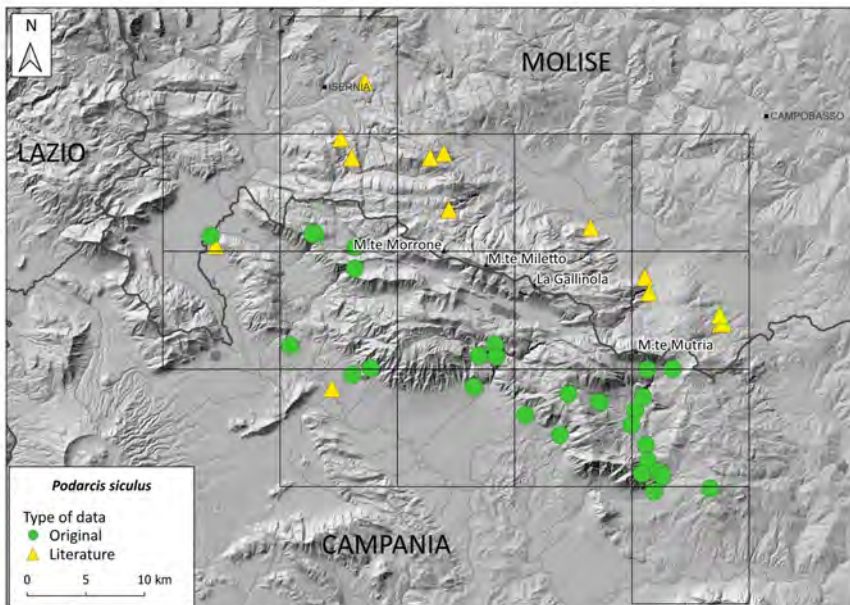 N
MOLISE
ISERNIA
CAMPOBASSO
LAZIO
M.te Morrone
M.te Miletto
La Gallinola
M.te Mutria
CAMPANIA
Podarcis siculus
Type of data
Original
Literature
0 5 10 km